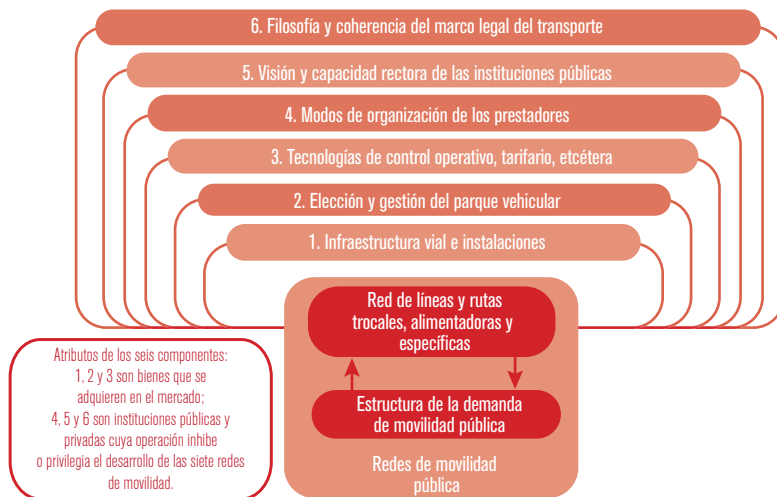 6. Filosofía y coherencia del marco legal del transporte
5. Visión y capacidad rectora de las instituciones públicas
4. Modos de organización de los prestadores
3. Tecnologías de control operativo, tarifario, etcétera
2. Elección y gestión del parque vehicular
1. Infraestructura vial e instalaciones
Red de líneas y rutas
trocales, alimentadoras y
específicas
Estructura de la demanda
de movilidad pública
Redes de movilidad
pública
Atributos de los seis componentes:
1, 2 y 3 son bienes que se
adquieren en el mercado;
4, 5 y 6 son instituciones públicas y
privadas cuya operación inhibe
o privilegia el desarrollo de las siete redes
de movilidad.